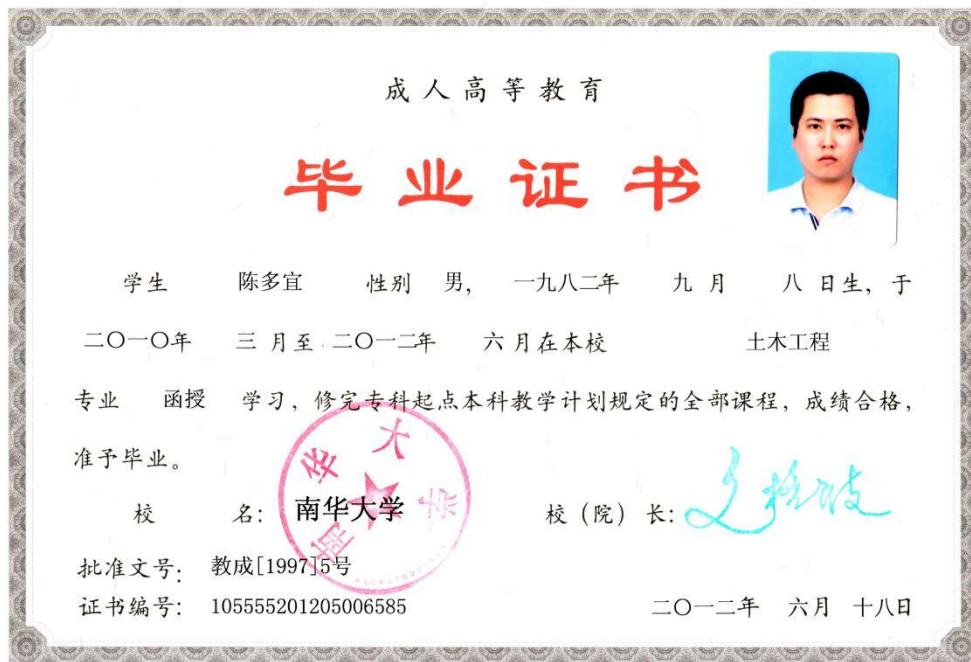 成人高等教育
毕业证书
学生 陈多宜 性别 男, 一九八二年 九 月 八 日生, 于
二〇一〇年 三 月至 二〇一二年 六 月在本校 土木工程
专业 函授 学习, 修完专科起点本科教学计划规定的全部课程, 成绩合格,
准予毕业。
南华大学
校 名: 南华大学 校（院）长:
批准文号: 教成[1997]5号
证书编号: 105555201205006585 二〇一二年 六月 十八日